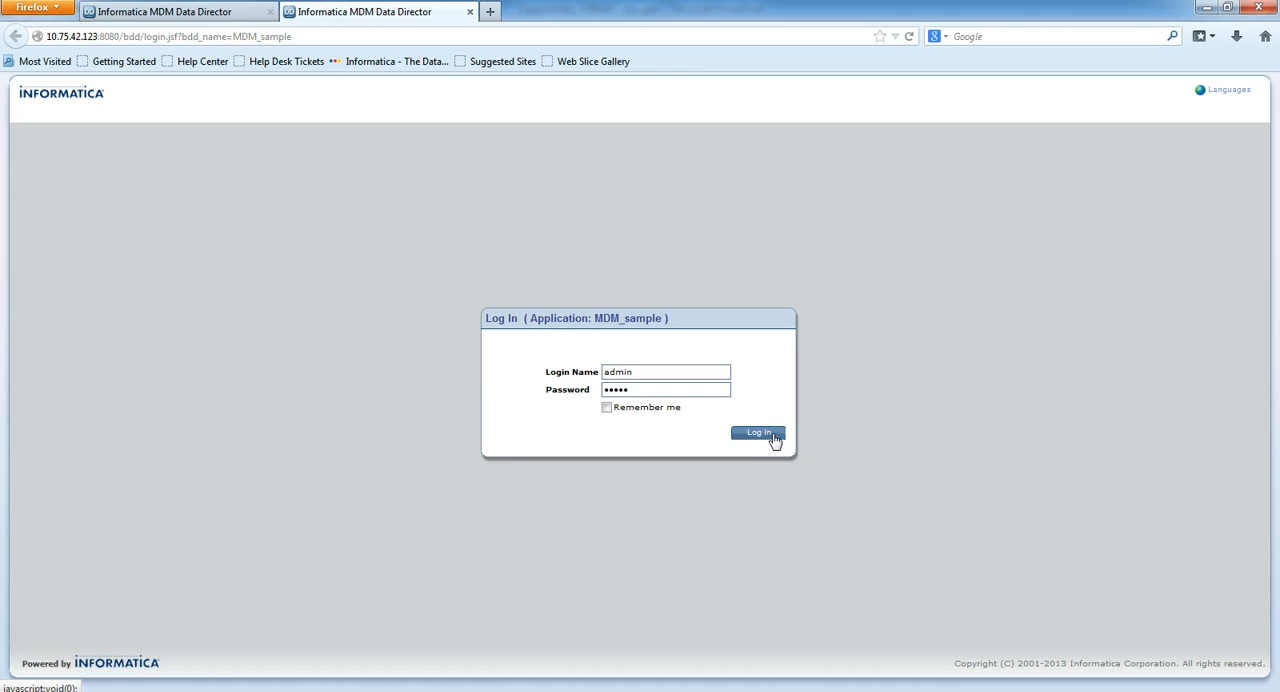 Firefox
Informatica MDM Data Director
Informatica MDM Data Director
10.75.42.123:8080/bdd/login.jsf?bdd_name=MDM_sample
Google
Most Visited Getting Started Help Center Help Desk Tickets Informatica - The Data... Suggested Sites Web Slice Gallery
INFORMATICA
Languages
Log In ( Application: MDM_sample )
Login Name admin
Password •••••
Remember me
Log In
Powered by INFORMATICA
Copyright (C) 2001-2013 Informatica Corporation. All rights reserved.
javascript:void(0);